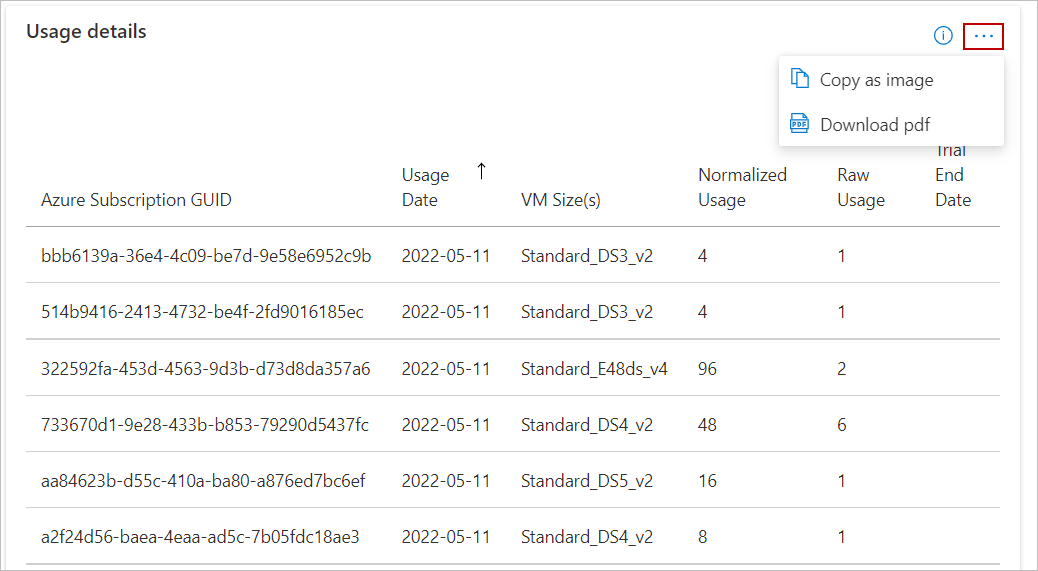 Usage details
Copy as image
PDF
Download pdf
Azure Subscription GUID Usage Date VM Size(s) Normalized Usage Raw Usage Trial End Date
bbb6139a-36e4-4c09-be7d-9e58e6952c9b 2022-05-11 Standard_DS3_v2 4 1
514b9416-2413-4732-be4f-2fd9016185ec 2022-05-11 Standard_DS3_v2 4 1
322592fa-453d-4563-9d3b-d73d8da357a6 2022-05-11 Standard_E48ds_v4 96 2
733670d1-9e28-433b-b853-79290d5437fc 2022-05-11 Standard_DS4_v2 48 6
aa84623b-d55c-410a-ba80-a876ed7bc6ef 2022-05-11 Standard_DS5_v2 16 1
a2f24d56-baea-4eaa-ad5c-7b05fdc18ae3 2022-05-11 Standard_DS4_v2 8 1